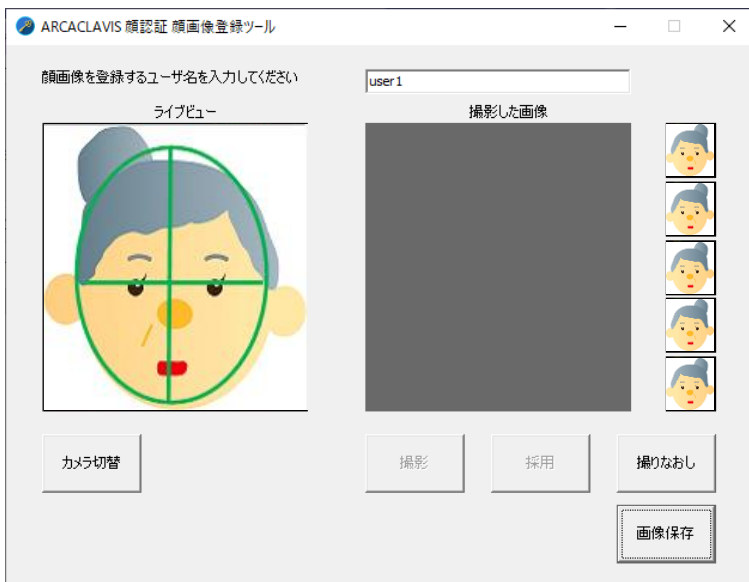 ARCACLAVIS 顔認証 顔画像登録ツール
顔画像を登録するユーザ名を入力してください
user1
ライブビュー
撮影した画像
カメラ切替
撮影
採用
撮りなおし
画像保存